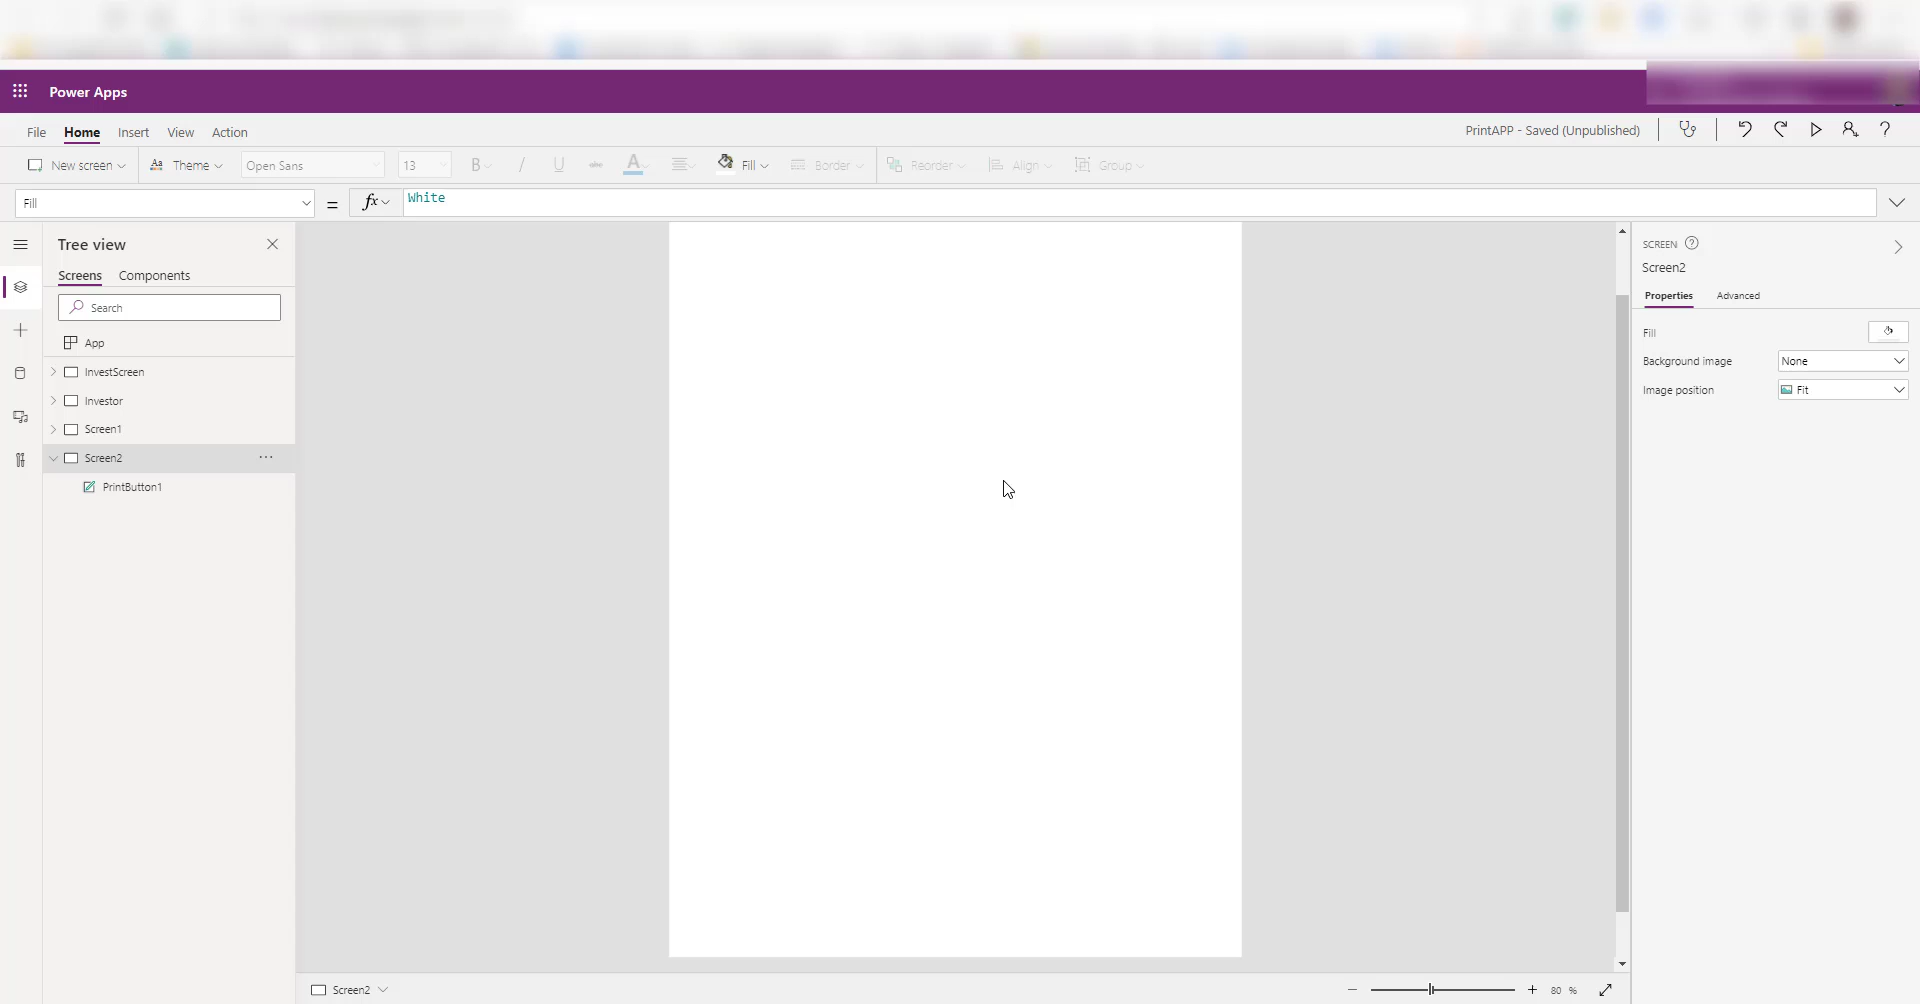 Power Apps
File Home Insert View Action
PrintAPP - Saved (Unpublished)
New screen Theme Open Sans 13 B I U abc A Fill Border Reorder Align Group
Fill = fx White
Tree view
Screens Components
Search
App
InvestScreen
Investor
Screen1
Screen2 ...
PrintButton1
SCREEN ?
Screen2
Properties Advanced
Fill
Background image None
Image position Fit
Screen2
80 %